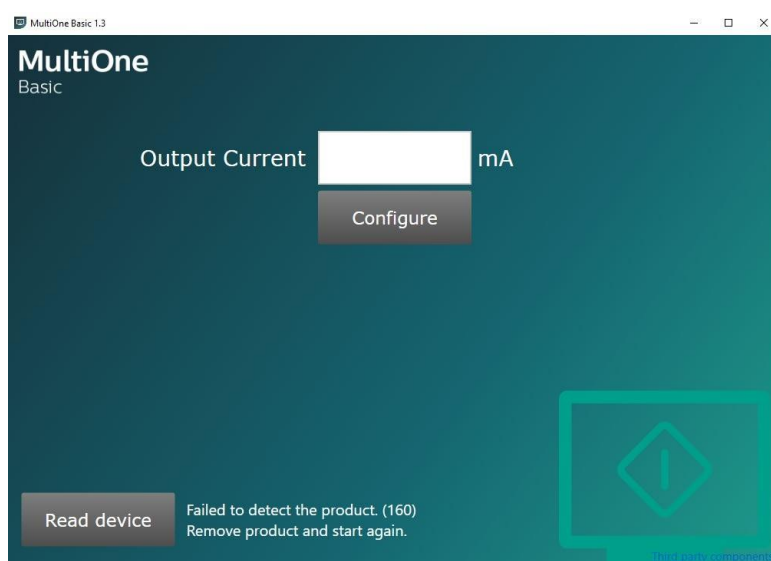 MultiOne Basic 1.3
MultiOne
Basic
Output Current mA
Configure
Read device
Failed to detect the product. (160)
Remove product and start again.
Third party components